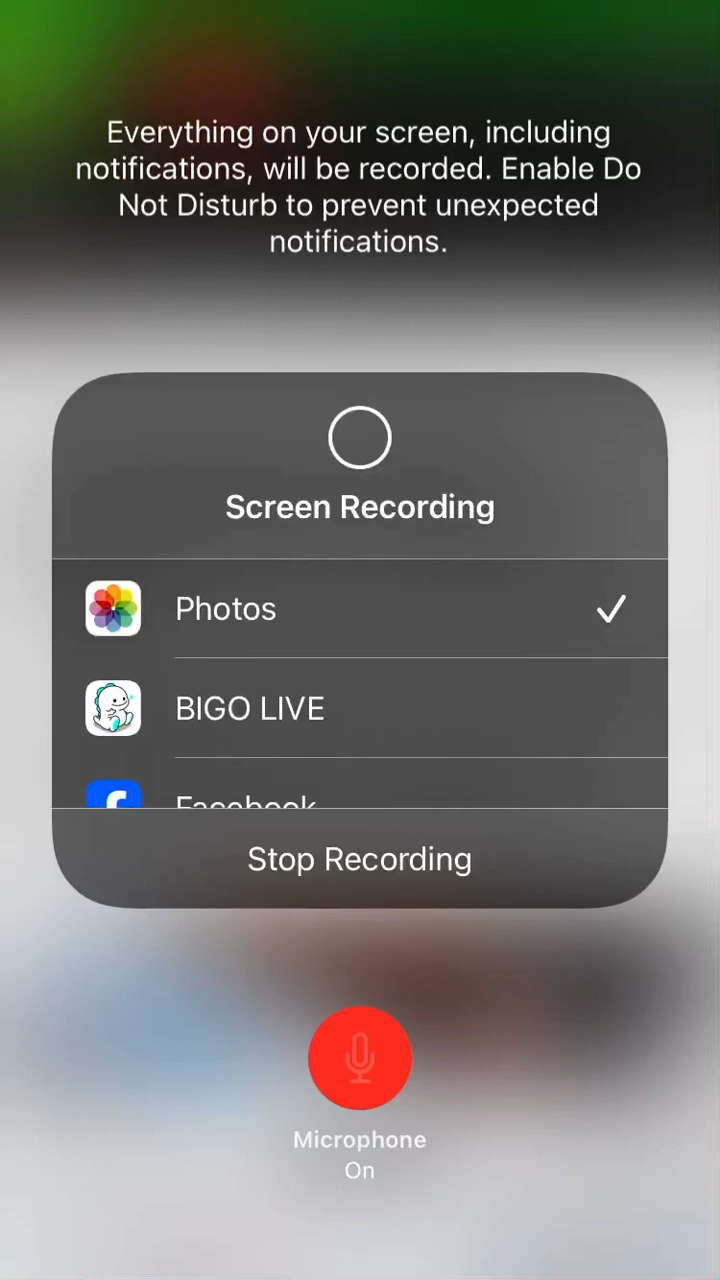 Everything on your screen, including
notifications, will be recorded. Enable Do
Not Disturb to prevent unexpected
notifications.
Screen Recording
Photos
BIGO LIVE
Facebook
Stop Recording
Microphone
On